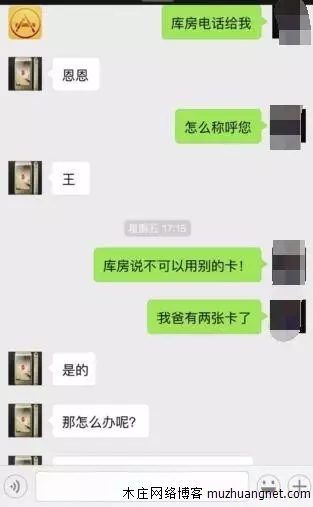 库房电话给我
恩恩
怎么称呼您
王
星期五 17:15
库房说不可以用别的卡！
我爸有两张卡了
是的
那怎么办呢?
木庄网络博客 muzhuangnet.com